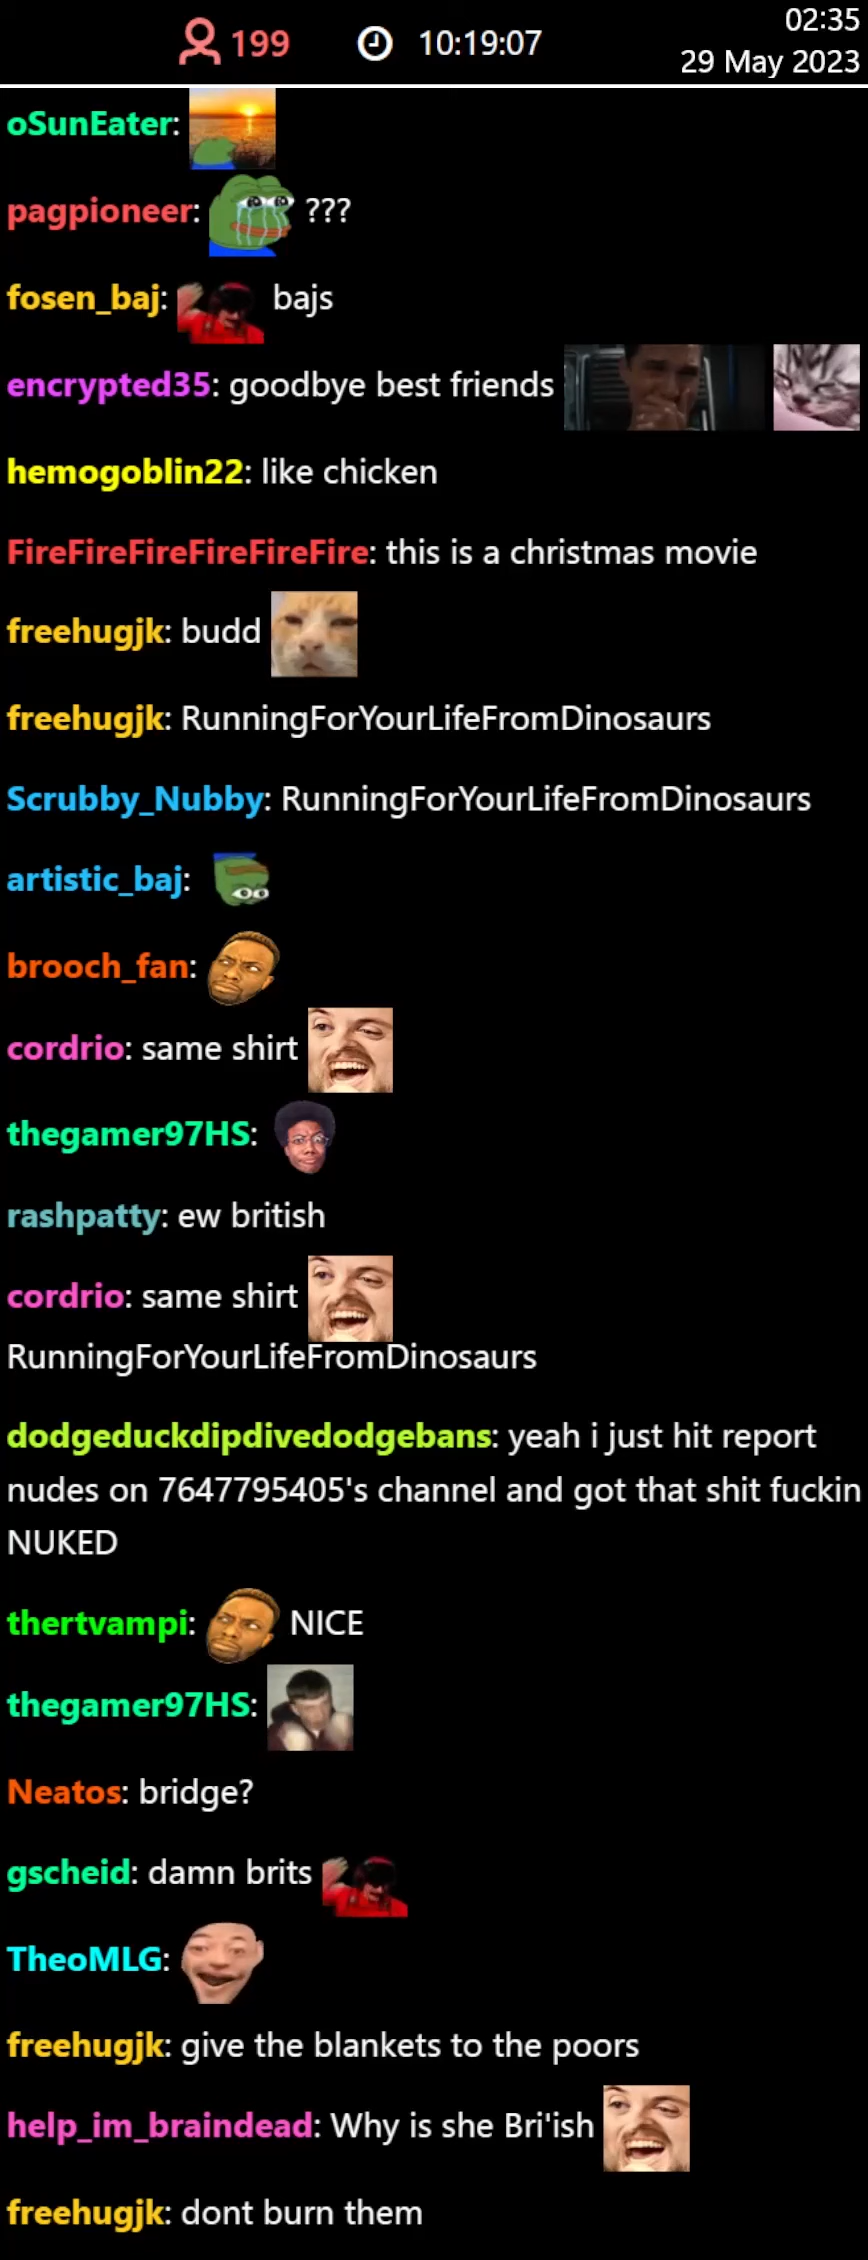 199 10:19:07 02:35
29 May 2023
oSunEater:
pagpioneer: ???
fosen_baj: bajs
encrypted35: goodbye best friends
hemogoblin22: like chicken
FireFireFireFireFireFire: this is a christmas movie
freehugjk: budd
freehugjk: RunningForYourLifeFromDinosaurs
Scrubby_Nubby: RunningForYourLifeFromDinosaurs
artistic_baj:
brooch_fan:
cordrio: same shirt
thegamer97HS:
rashpatty: ew british
cordrio: same shirt
RunningForYourLifeFromDinosaurs
dodgeduckdipdivedodgebans: yeah i just hit report
nudes on 7647795405's channel and got that shit fuckin
NUKED
thertvampi: NICE
thegamer97HS:
Neatos: bridge?
gscheid: damn brits
TheoMLG:
freehugjk: give the blankets to the poors
help_im_braindead: Why is she Bri'ish
freehugjk: dont burn them